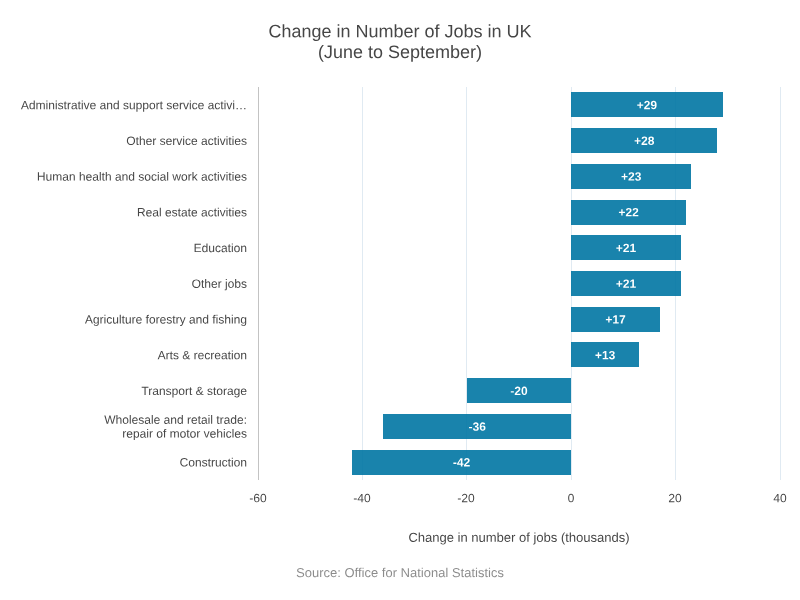 Change in Number of Jobs in UK
(June to September)
Administrative and support service activi… +29
Other service activities +28
Human health and social work activities +23
Real estate activities +22
Education +21
Other jobs +21
Agriculture forestry and fishing +17
Arts & recreation +13
Transport & storage -20
Wholesale and retail trade:
repair of motor vehicles -36
Construction -42
-60 -40 -20 0 20 40
Change in number of jobs (thousands)
Source: Office for National Statistics